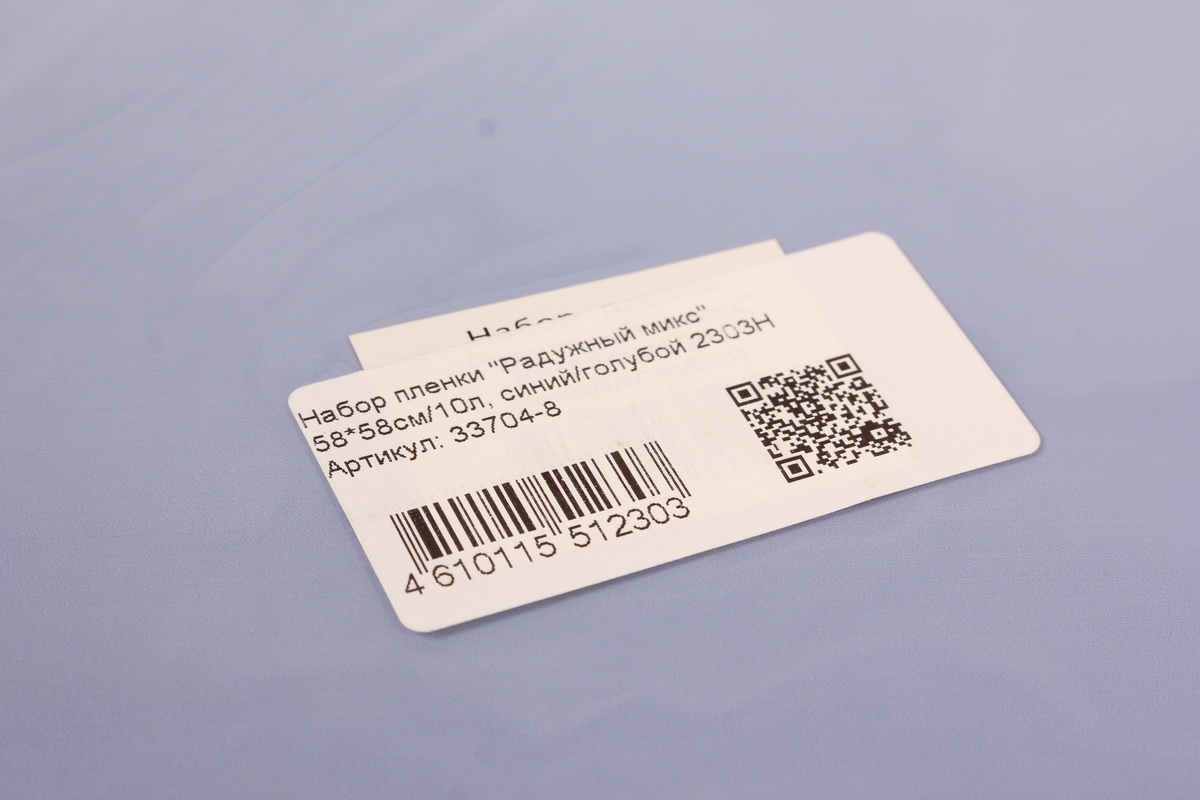 Набор
Набор пленки "Радужный микс"
58*58см/10л, синий/голубой 2303Н
Артикул: 33704-8
4 610115 512303